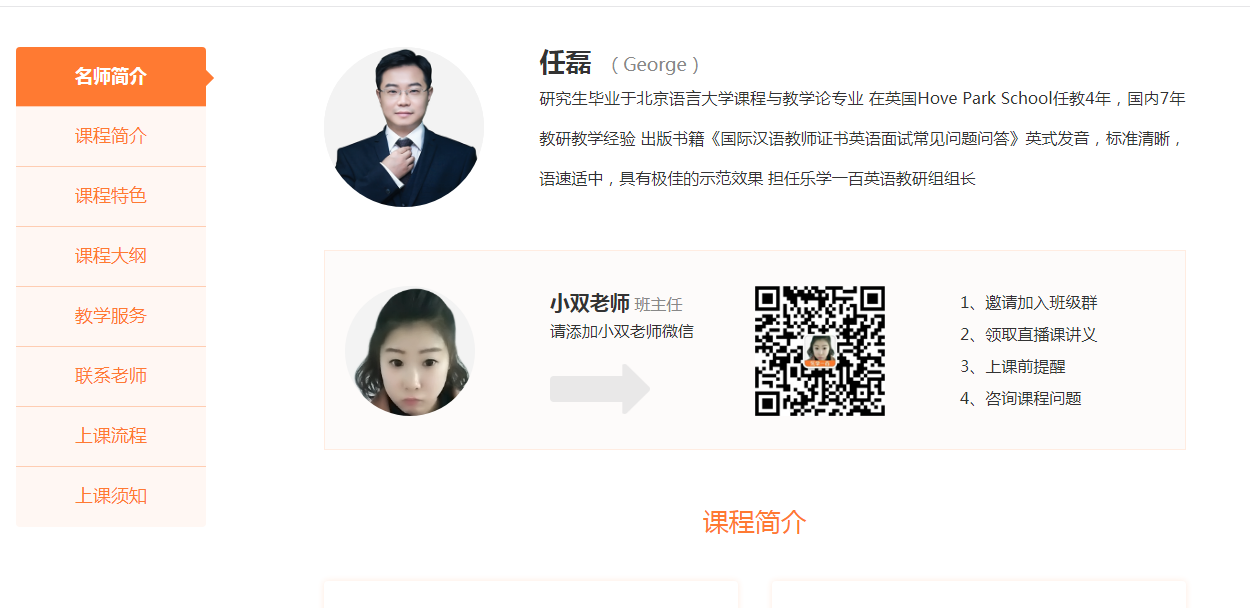 名师简介
课程简介
课程特色
课程大纲
教学服务
联系老师
上课流程
上课须知
任磊 （George）
研究生毕业于北京语言大学课程与教学论专业 在英国Hove Park School任教4年，国内7年
教研教学经验 出版书籍《国际汉语教师证书英语面试常见问题问答》英式发音，标准清晰，
语速适中，具有极佳的示范效果 担任乐学一百英语教研组组长
小双老师 班主任
请添加小双老师微信
1、邀请加入班级群
2、领取直播课讲义
3、上课前提醒
4、咨询课程问题
课程简介